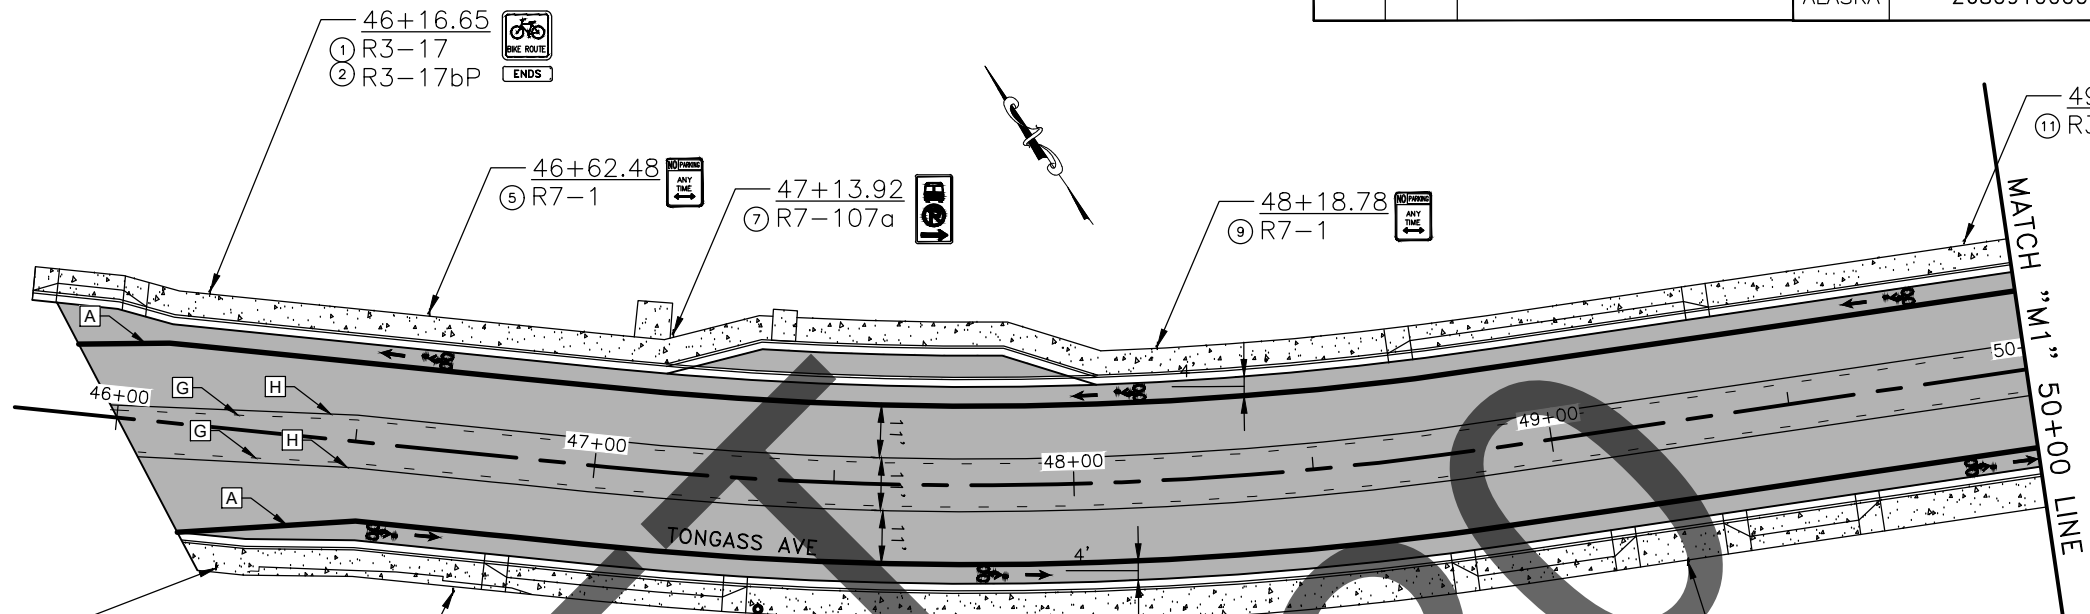 46+16.65
1 R3-17
2 R3-17bP
BIKE ROUTE
ENDS
ALASKA
46+62.48
5 R7-1
NO PARKING
ANY
TIME
47+13.92
7 R7-107a
48+18.78
9 R7-1
NO PARKING
ANY
TIME
49
11 R3
MATCH "M1" 50+00 LINE
A
G
H
46+00
G
H
A
47+00
48+00
49+00
50
4'
11'
11'
11'
4'
TONGASS AVE